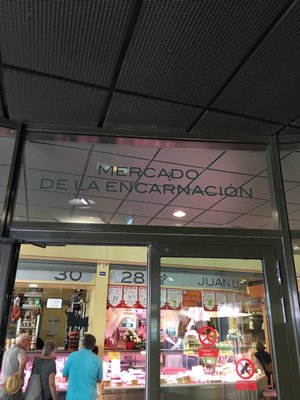 MERCADO
DE LA ENCARNACIÓN
30
28
JUAN L